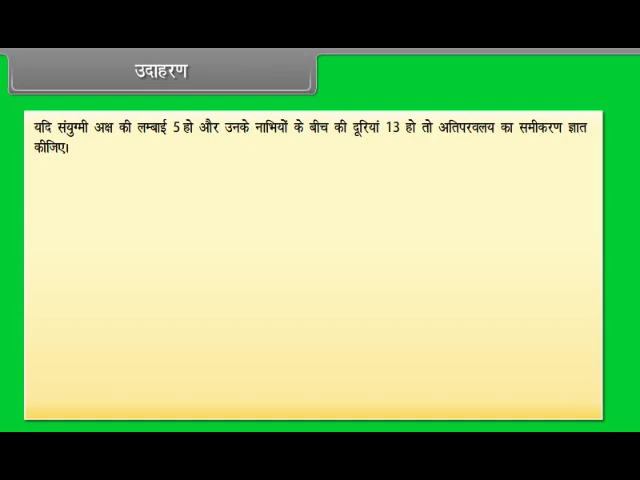 उदाहरण
यदि संयुग्मी अक्ष की लम्बाई 5 हो और उनके नाभियों के बीच की दूरियां 13 हो तो अतिपरवलय का समीकरण ज्ञात
कीजिए।